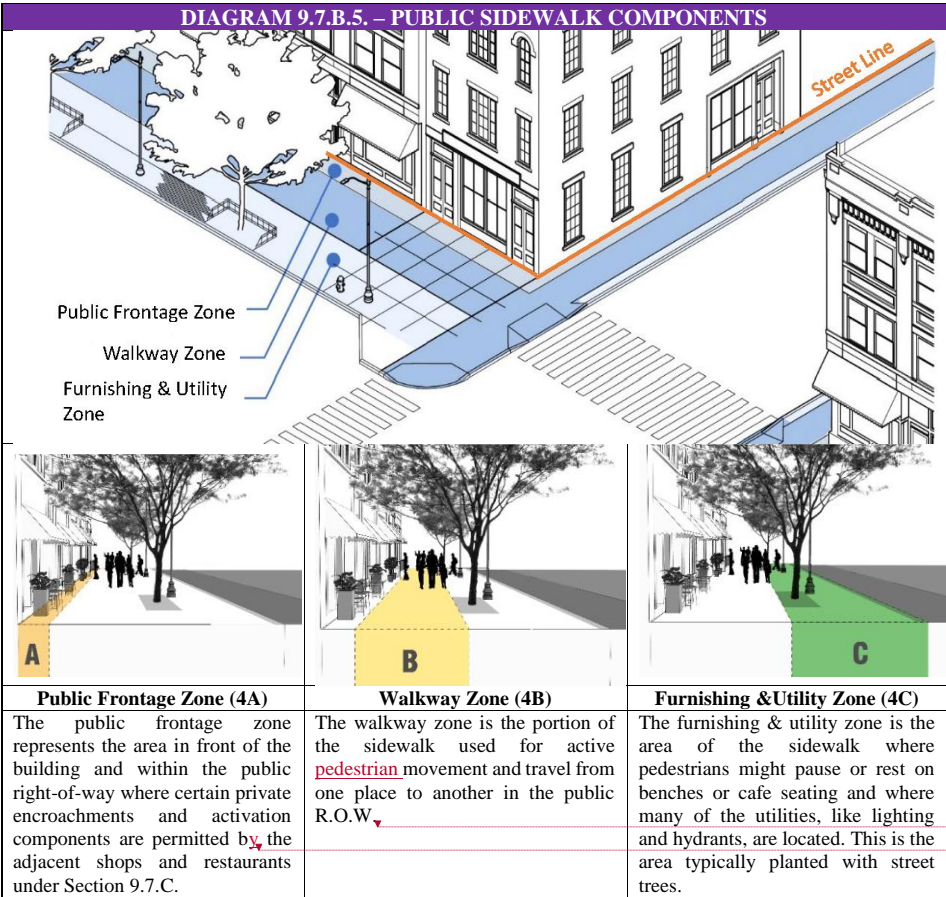 DIAGRAM 9.7.B.5. – PUBLIC SIDEWALK COMPONENTS
Street Line
Public Frontage Zone
Walkway Zone
Furnishing & Utility
Zone
A
B
C
Public Frontage Zone (4A)
The public frontage zone
represents the area in front of the
building and within the public
right-of-way where certain private
encroachments and activation
components are permitted by the
adjacent shops and restaurants
under Section 9.7.C.
Walkway Zone (4B)
The walkway zone is the portion of
the sidewalk used for active
pedestrian movement and travel from
one place to another in the public
R.O.W.
Furnishing &Utility Zone (4C)
The furnishing & utility zone is the
area of the sidewalk where
pedestrians might pause or rest on
benches or cafe seating and where
many of the utilities, like lighting
and hydrants, are located. This is the
area typically planted with street
trees.